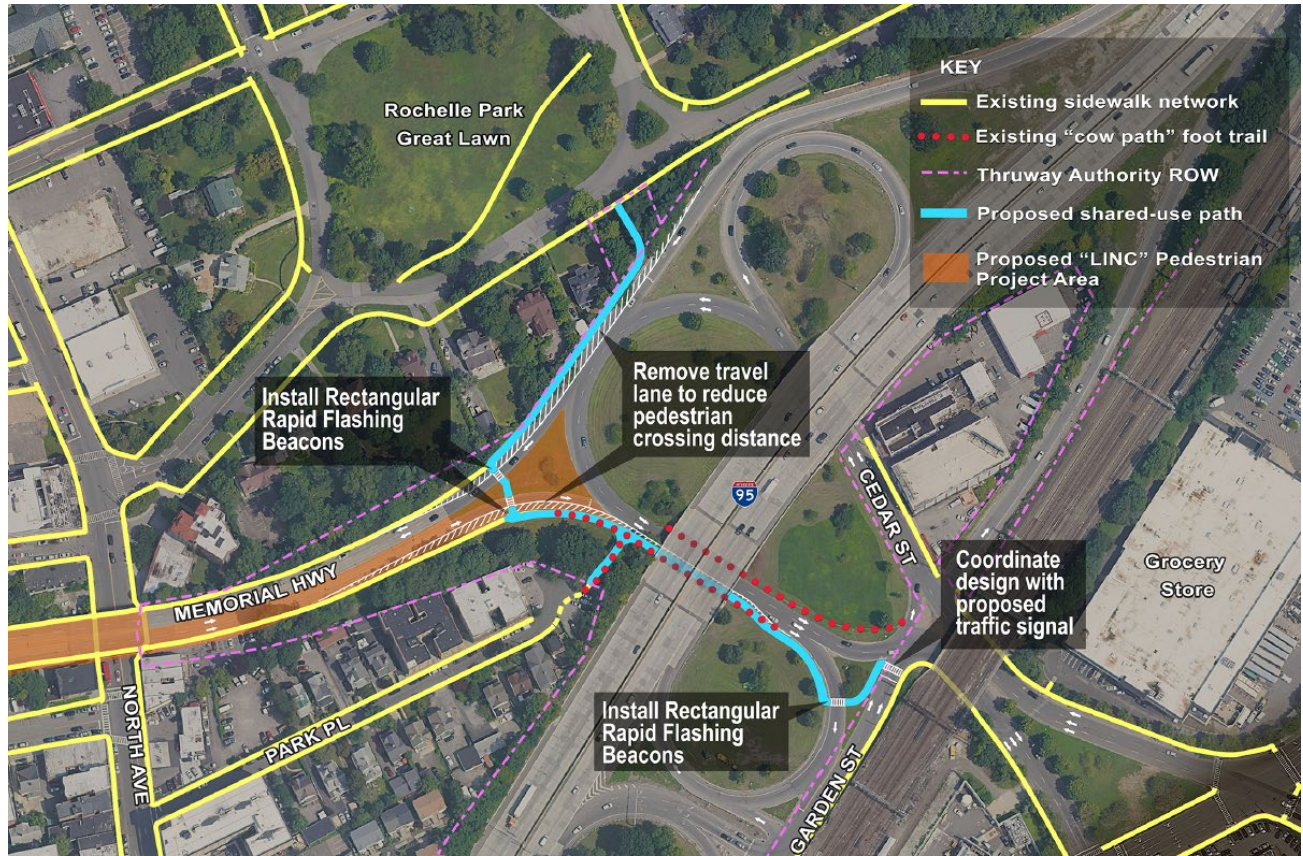 KEY
Existing sidewalk network
Existing “cow path” foot trail
Thruway Authority ROW
Proposed shared-use path
Proposed “LINC” Pedestrian
Project Area
Rochelle Park
Great Lawn
Install Rectangular
Rapid Flashing
Beacons
Remove travel
lane to reduce
pedestrian
crossing distance
95
CEDAR ST
Coordinate
design with
proposed
traffic signal
Grocery
Store
MEMORIAL HWY
NORTH AVE
PARK PL
Install Rectangular
Rapid Flashing
Beacons
GARDEN ST